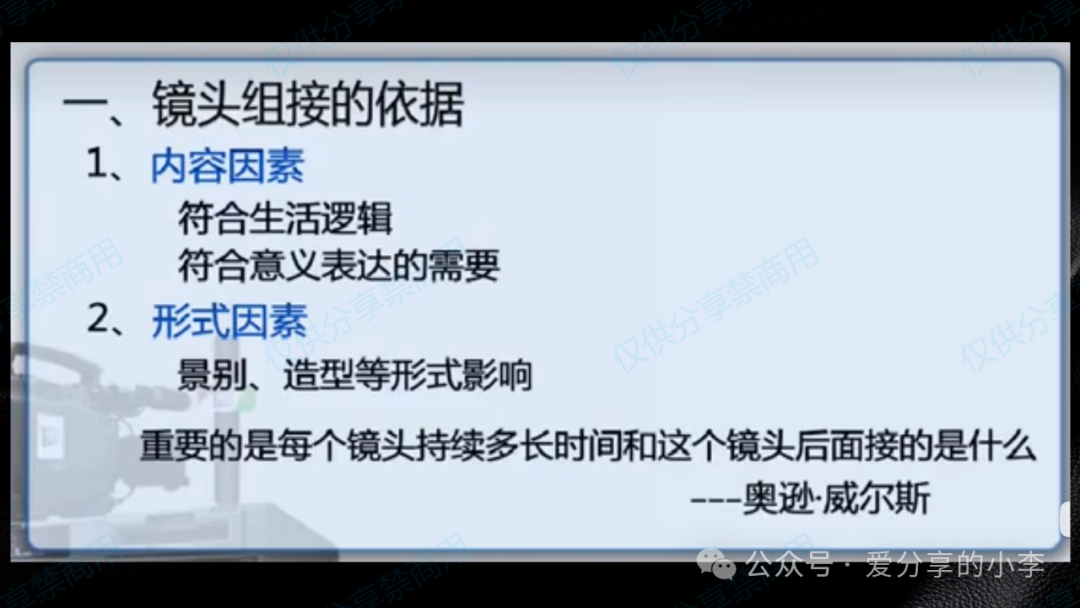 一、镜头组接的依据
1、内容因素
符合生活逻辑
符合意义表达的需要
2、形式因素
景别、造型等形式影响
重要的是每个镜头持续多长时间和这个镜头后面接的是什么
---奥逊·威尔斯
公众号·爱分享的小李
仅供分享禁商用